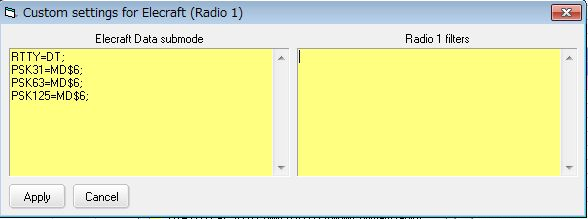 Custom settings for Elecraft (Radio 1)
Elecraft Data submode
Radio 1 filters
RTTY=DT;
PSK31=MD$6;
PSK63=MD$6;
PSK125=MD$6;
Apply
Cancel